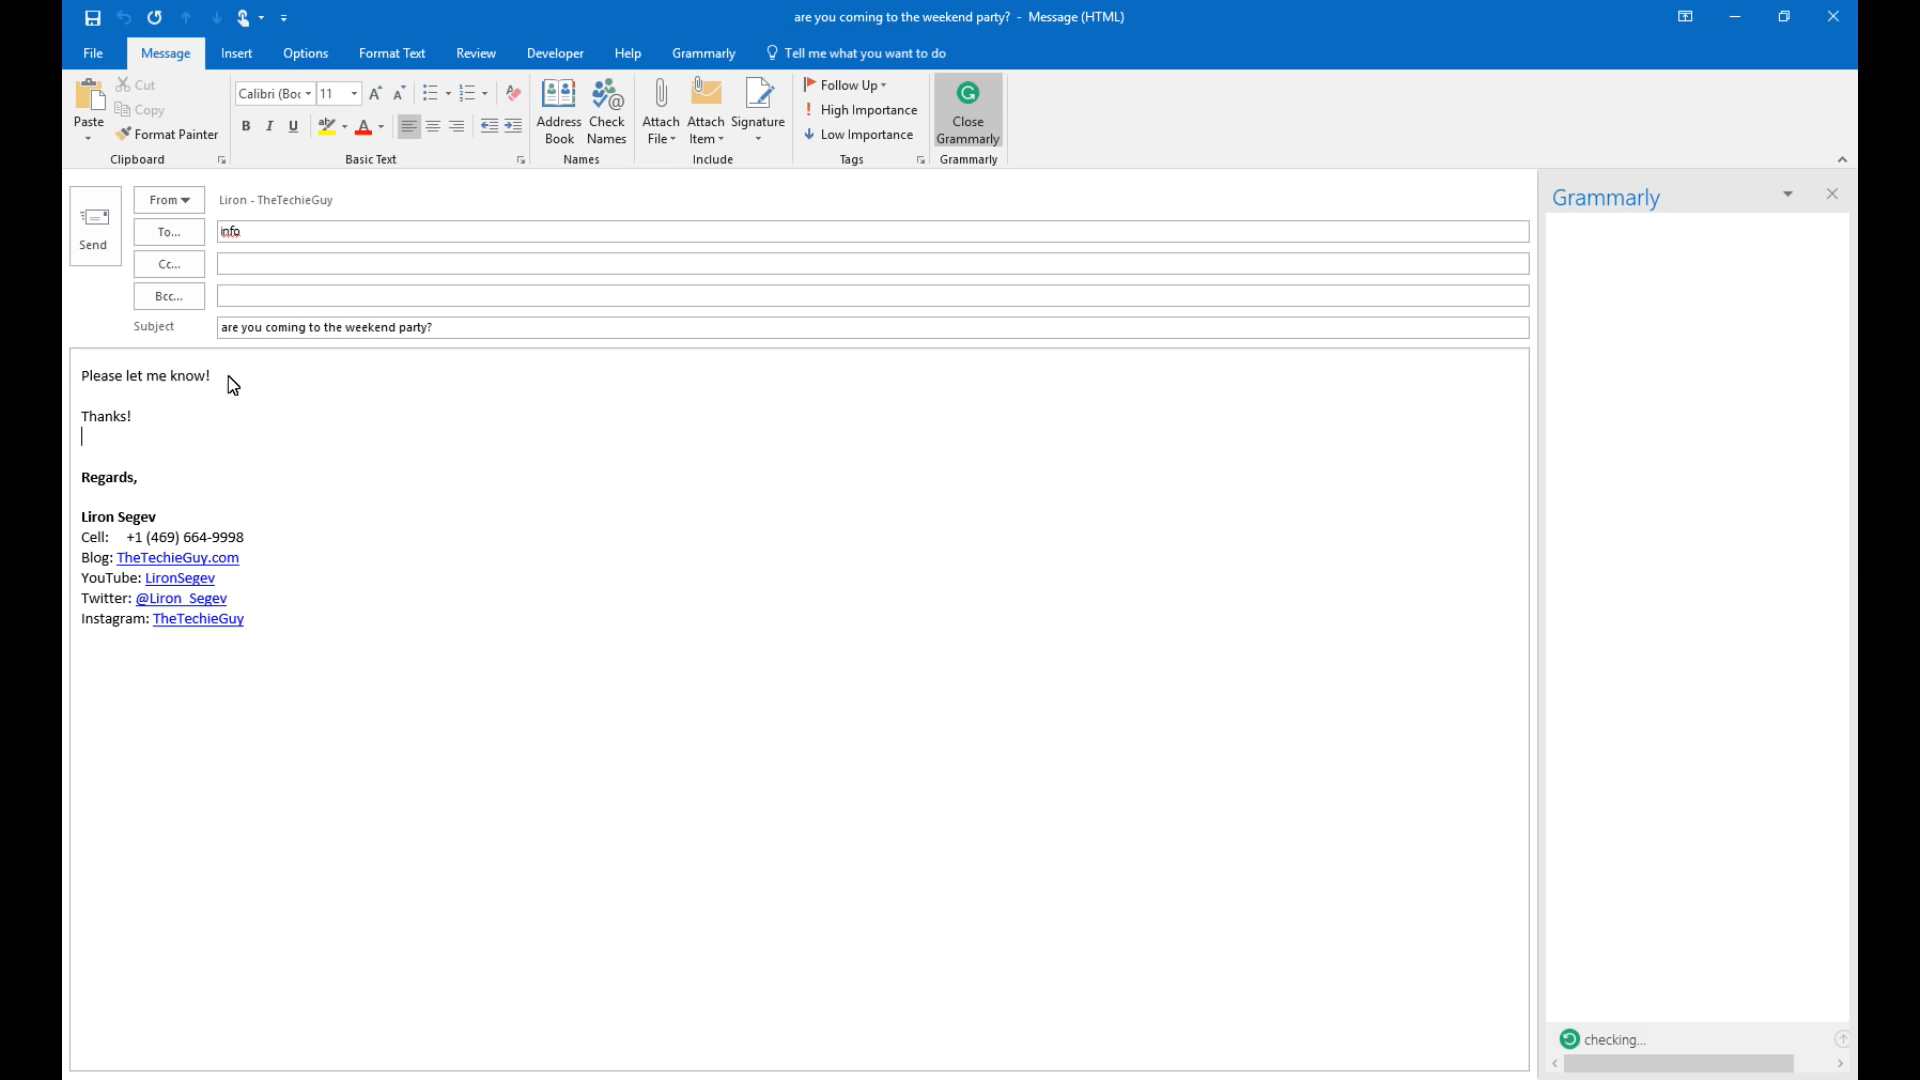 are you coming to the weekend party? - Message (HTML)
File Message Insert Options Format Text Review Developer Help Grammarly Tell me what you want to do
Paste
Cut
Copy
Format Painter
Clipboard
Calibri (Boc 11
B I U
Basic Text
Address Book
Check Names
Names
Attach File
Attach Item
Signature
Include
Follow Up
High Importance
Low Importance
Tags
Close Grammarly
Grammarly
Send
From Liron - TheTechieGuy
To... info
Cc...
Bcc...
Subject are you coming to the weekend party?
Please let me know!
Thanks!
Regards,
Liron Segev
Cell: +1 (469) 664-9998
Blog: TheTechieGuy.com
YouTube: LironSegev
Twitter: @Liron_Segev
Instagram: TheTechieGuy
Grammarly
checking...